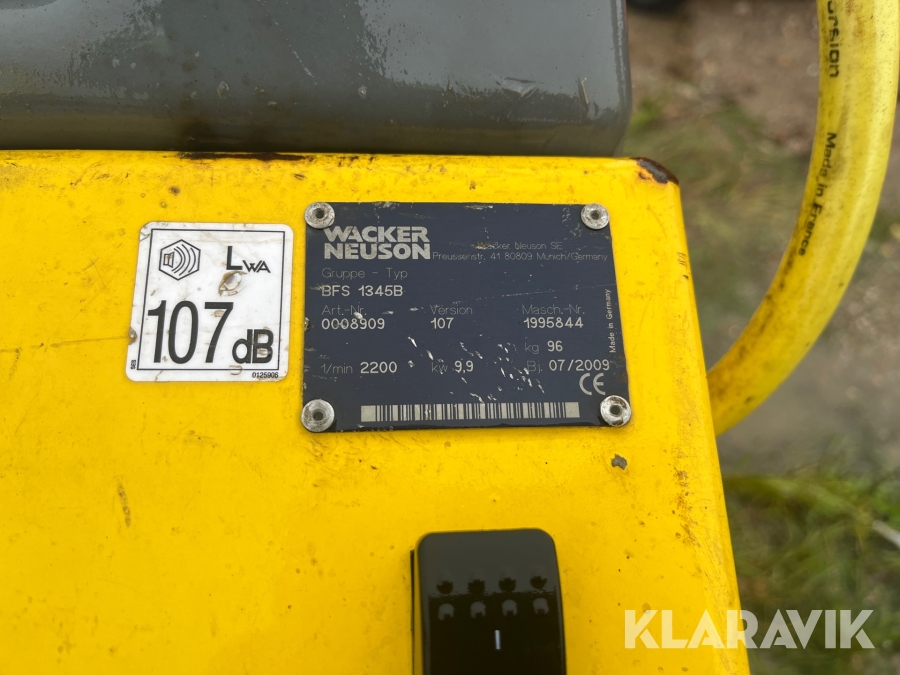 WACKER
NEUSON
Wacker Neuson SE
Preussenstr. 41 80809 Munich/Germany
Gruppe - Typ
BFS 1345B
Art.-Nr. Version Masch.-Nr.
0008909 107 1995844
kg 96
1/min 2200 kw 9,9 Bj. 07/2009
Made in Germany
CE
LWA
107 dB
0125906
Made in France
KLARAVIK